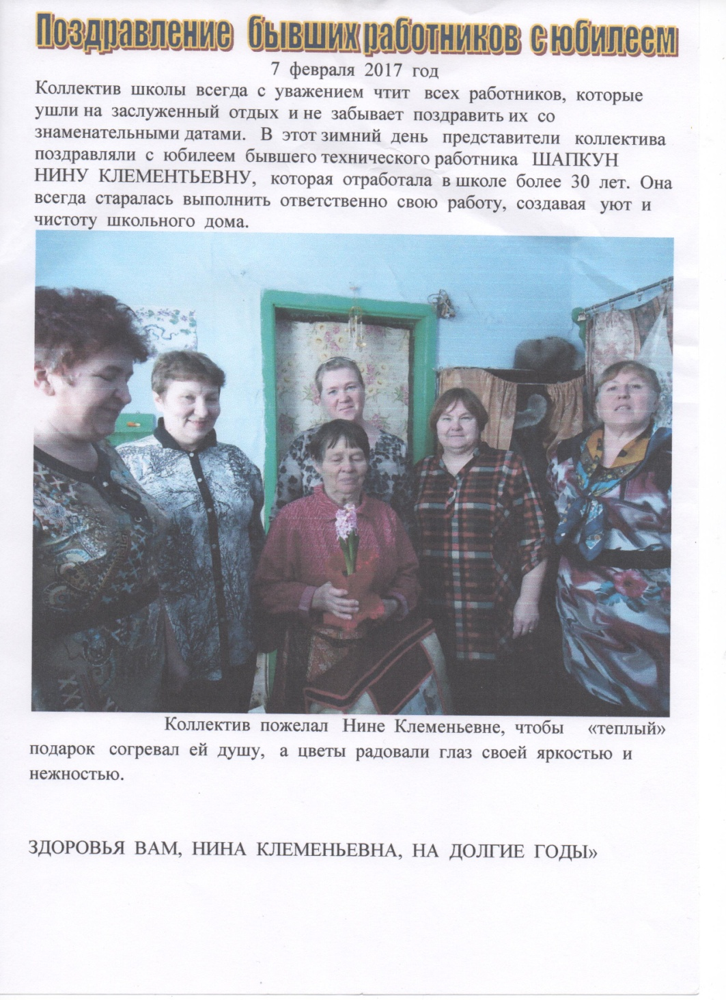 Поздравление бывших работников с юбилеем
7 февраля 2017 год
Коллектив школы всегда с уважением чтит всех работников, которые
ушли на заслуженный отдых и не забывает поздравить их со
знаменательными датами. В этот зимний день представители коллектива
поздравляли с юбилеем бывшего технического работника ШАПКУН
НИНУ КЛЕМЕНТЬЕВНУ, которая отработала в школе более 30 лет. Она
всегда старалась выполнить ответственно свою работу, создавая уют и
чистоту школьного дома.
Коллектив пожелал Нине Клеменьевне, чтобы «теплый»
подарок согревал ей душу, а цветы радовали глаз своей яркостью и
нежностью.
ЗДОРОВЬЯ ВАМ, НИНА КЛЕМЕНЬЕВНА, НА ДОЛГИЕ ГОДЫ»